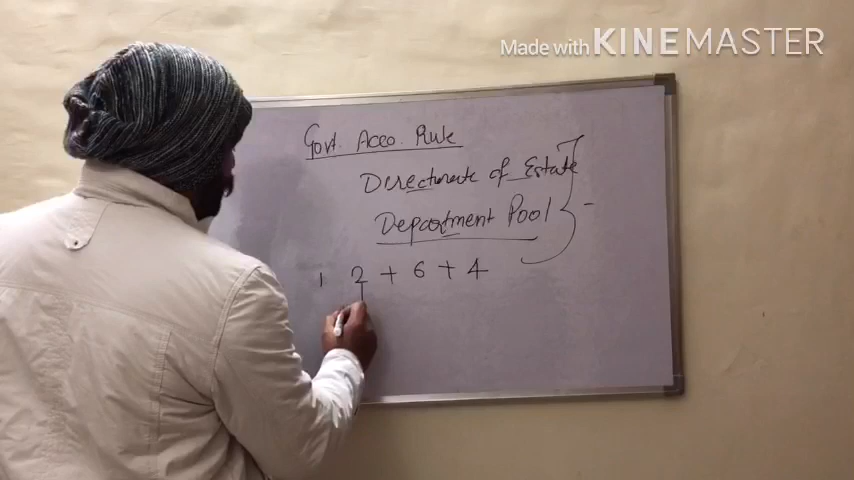 Made with KINEMASTER
Govt. Acco. Rule
Directorate of Estate
Department Pool
1 2 + 6 + 4